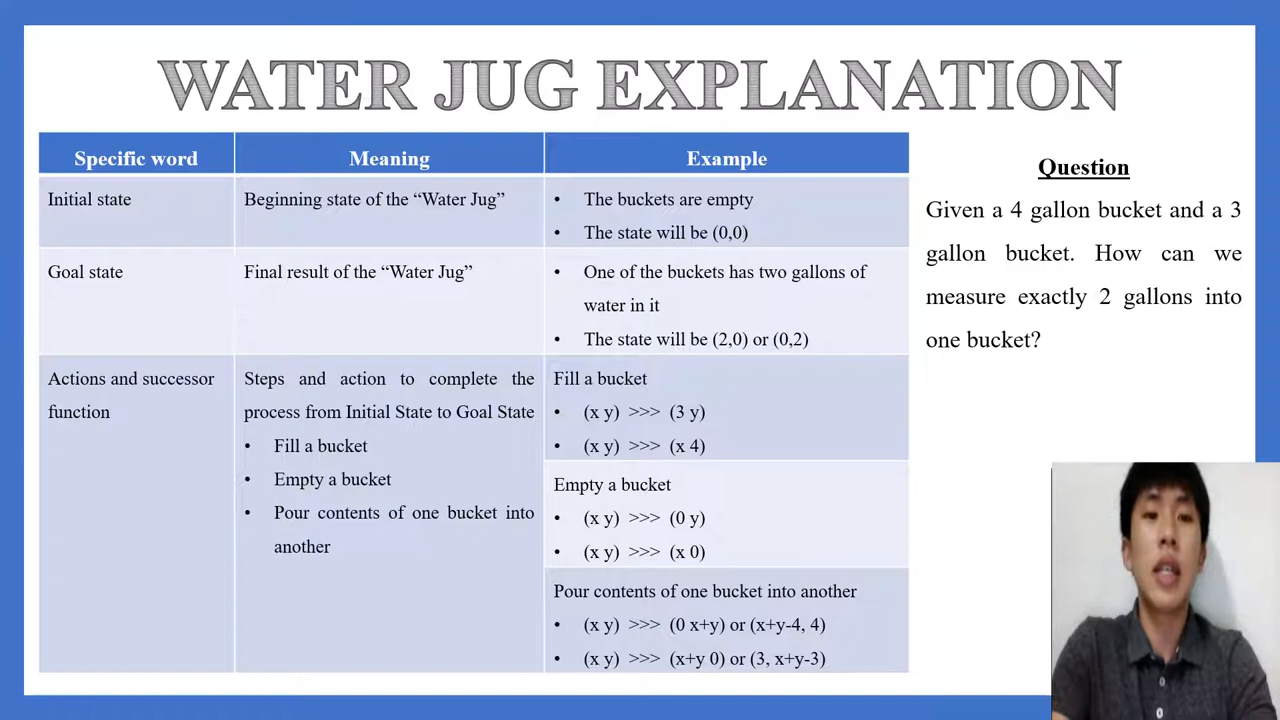 WATER JUG EXPLANATION
Specific word
Meaning
Example
Initial state
Beginning state of the “Water Jug”
• The buckets are empty
• The state will be (0,0)
Goal state
Final result of the “Water Jug”
• One of the buckets has two gallons of
water in it
• The state will be (2,0) or (0,2)
Actions and successor
function
Steps and action to complete the
process from Initial State to Goal State
• Fill a bucket
• Empty a bucket
• Pour contents of one bucket into
another
Fill a bucket
• (x y) >>> (3 y)
• (x y) >>> (x 4)
Empty a bucket
• (x y) >>> (0 y)
• (x y) >>> (x 0)
Pour contents of one bucket into another
• (x y) >>> (0 x+y) or (x+y-4, 4)
• (x y) >>> (x+y 0) or (3, x+y-3)
Question
Given a 4 gallon bucket and a 3
gallon bucket. How can we
measure exactly 2 gallons into
one bucket?